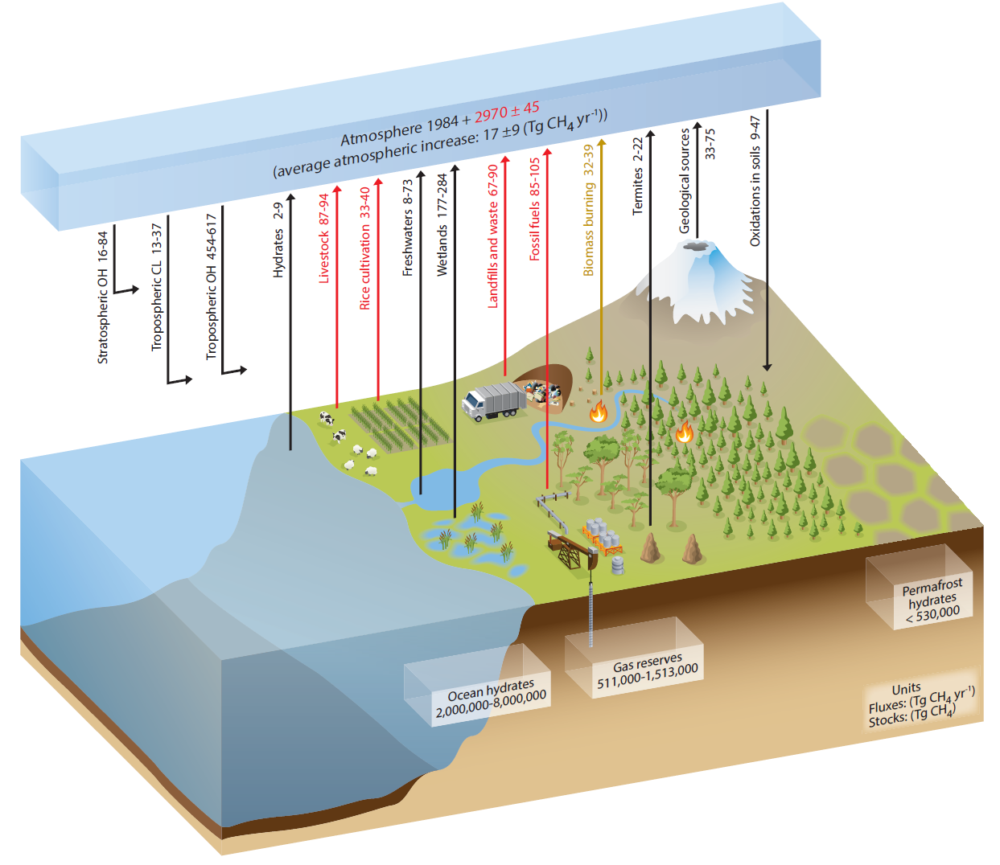 Atmosphere 1984 + 2970 ± 45
(average atmospheric increase: 17 ±9 (Tg CH4 yr-1))
Stratospheric OH 16-84
Tropospheric CL 13-37
Tropospheric OH 454-617
Hydrates 2-9
Livestock 87-94
Rice cultivation 33-40
Freshwaters 8-73
Wetlands 177-284
Landfills and waste 67-90
Fossil fuels 85-105
Biomass burning 32-39
Termites 2-22
Geological sources
33-75
Oxidations in soils 9-47
Permafrost
hydrates
< 530,000
Gas reserves
511,000-1,513,000
Ocean hydrates
2,000,000-8,000,000
Units
Fluxes: (Tg CH4 yr-1)
Stocks: (Tg CH4)